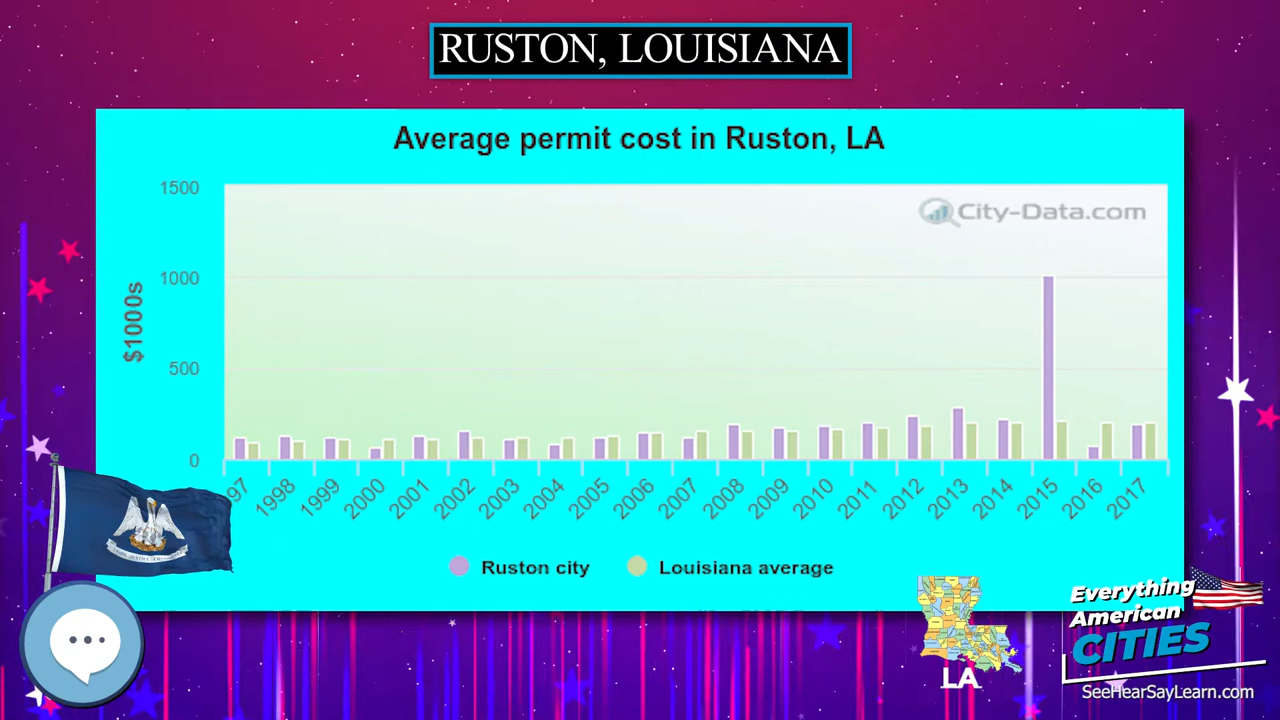 RUSTON, LOUISIANA
Average permit cost in Ruston, LA
City-Data.com
$1000s
1500
1000
500
0
97 1998 1999 2000 2001 2002 2003 2004 2005 2006 2007 2008 2009 2010 2011 2012 2013 2014 2015 2016 2017
Ruston city Louisiana average
LA
Everything
American
CITIES
SeeHearSayLearn.com